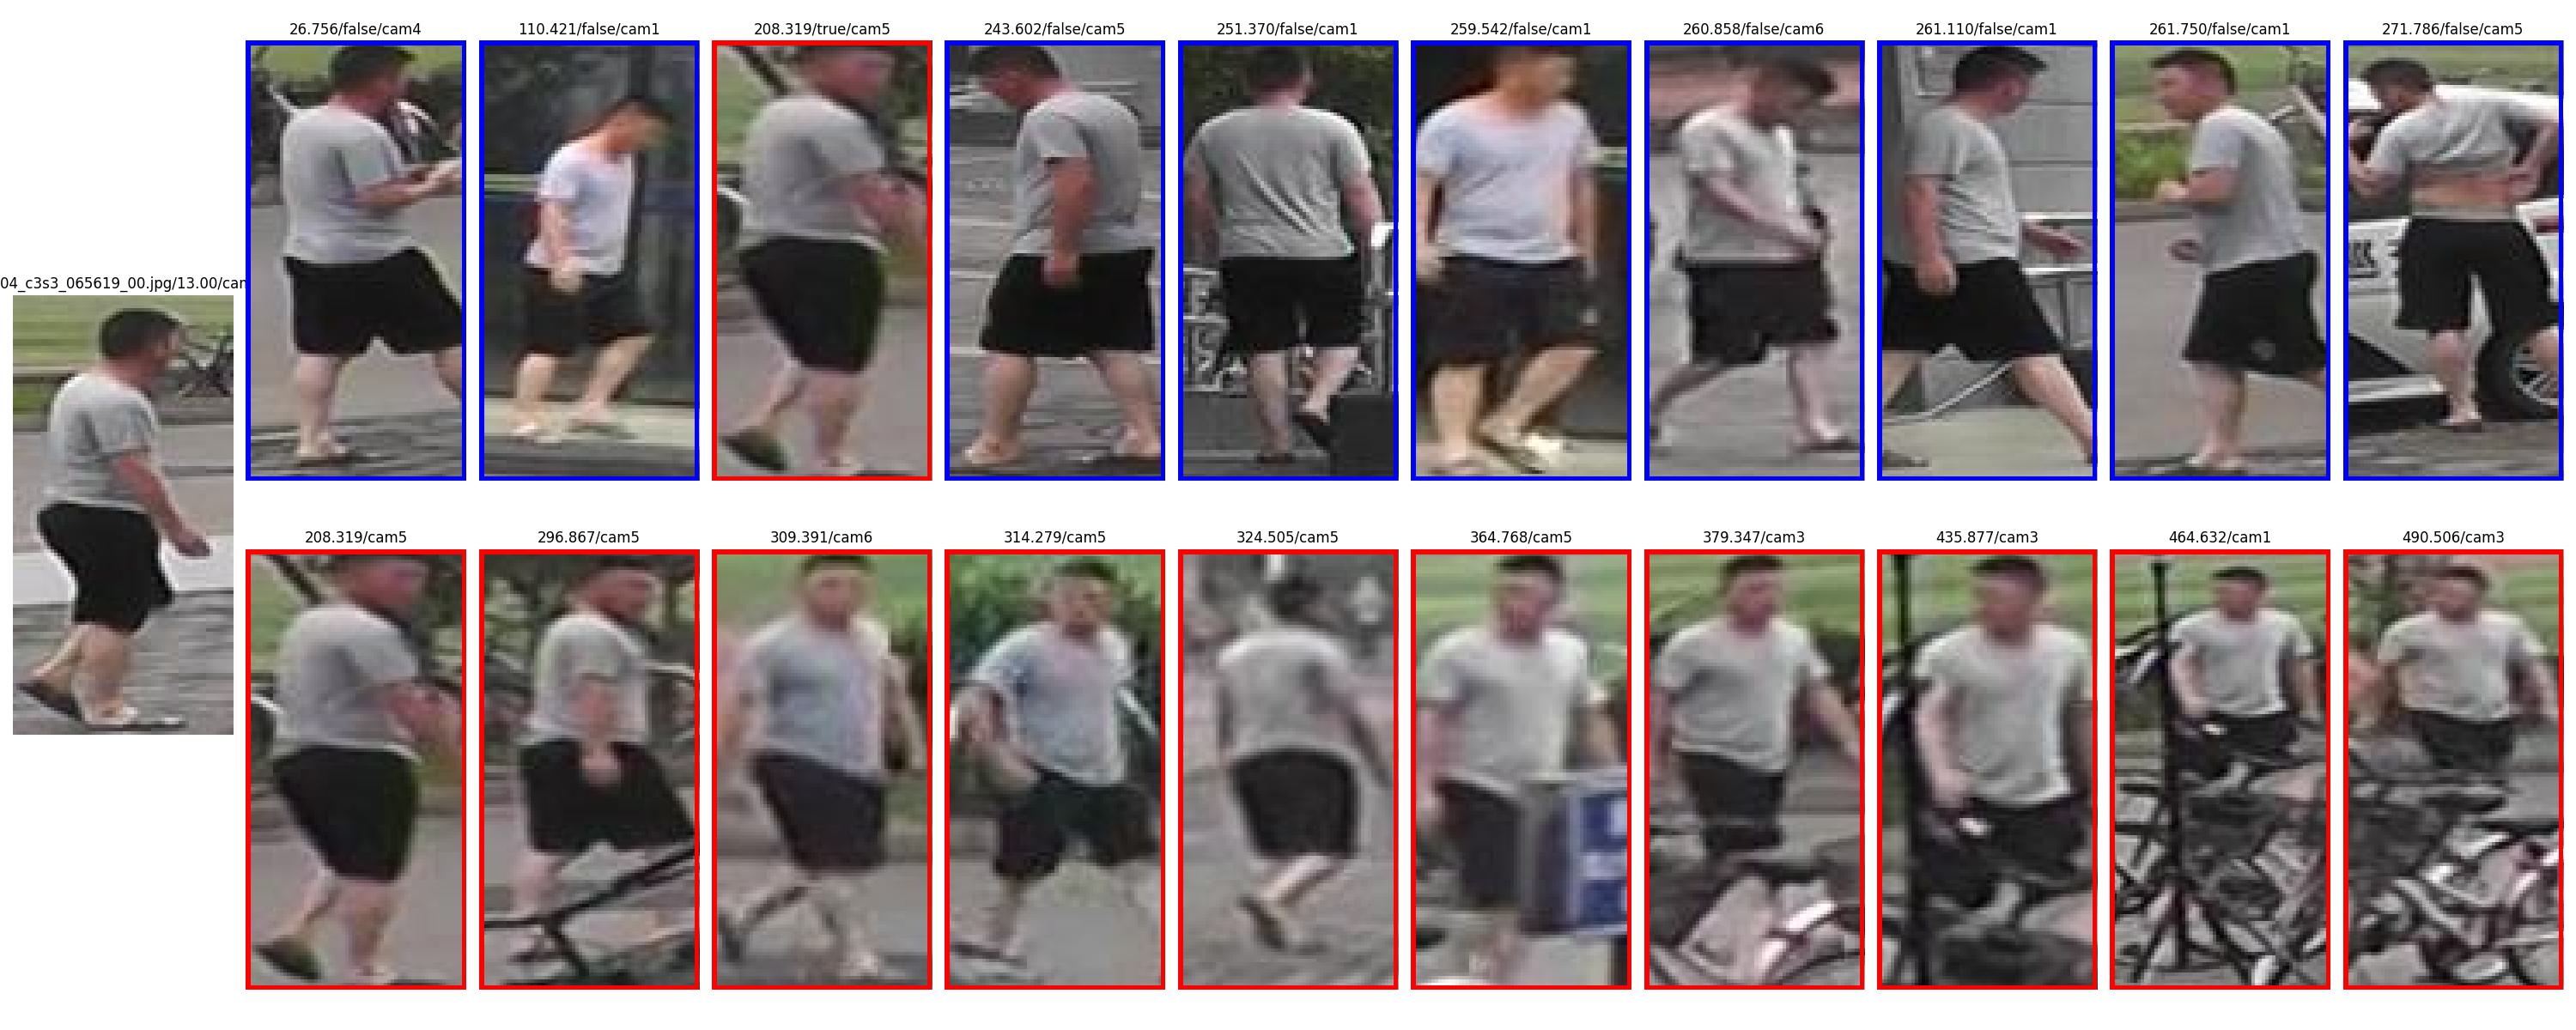 26.756/false/cam4
110.421/false/cam1
208.319/true/cam5
243.602/false/cam5
251.370/false/cam1
259.542/false/cam1
260.858/false/cam6
261.110/false/cam1
261.750/false/cam1
271.786/false/cam5
04_c3s3_065619_00.jpg/13.00/car
208.319/cam5
296.867/cam5
309.391/cam6
314.279/cam5
324.505/cam5
364.768/cam5
379.347/cam3
435.877/cam3
464.632/cam1
490.506/cam3